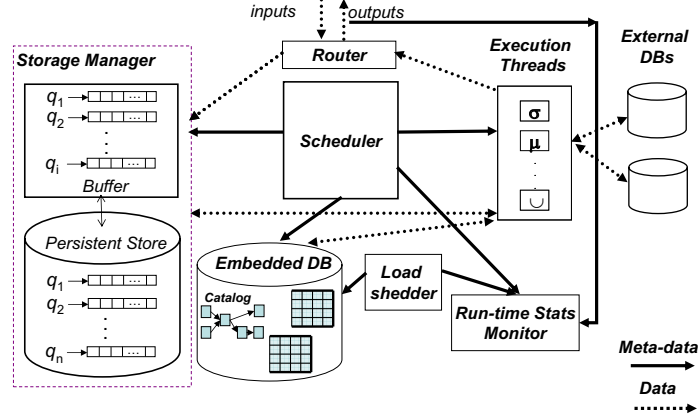 inputs
outputs
Router
Storage Manager
Execution
Threads
External
DBs
q1
q2
...
qi
...
...
...
Buffer
Scheduler
σ
μ
∪
Persistent Store
q1
q2
...
qn
...
...
...
Embedded DB
Catalog
Load
shedder
Run-time Stats
Monitor
Meta-data
Data